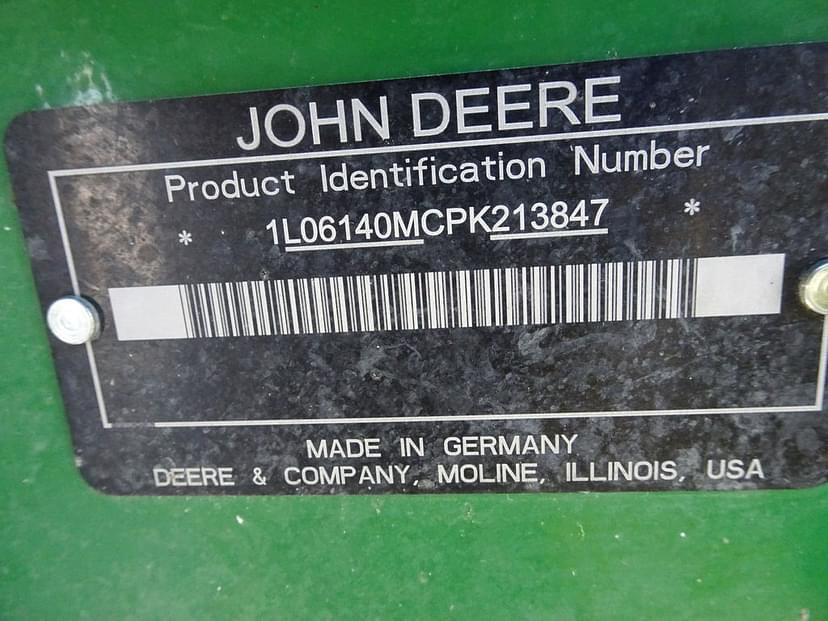 JOHN DEERE
Product Identification Number
* 1L06140MCPK213847 *
MADE IN GERMANY
DEERE & COMPANY, MOLINE, ILLINOIS, USA